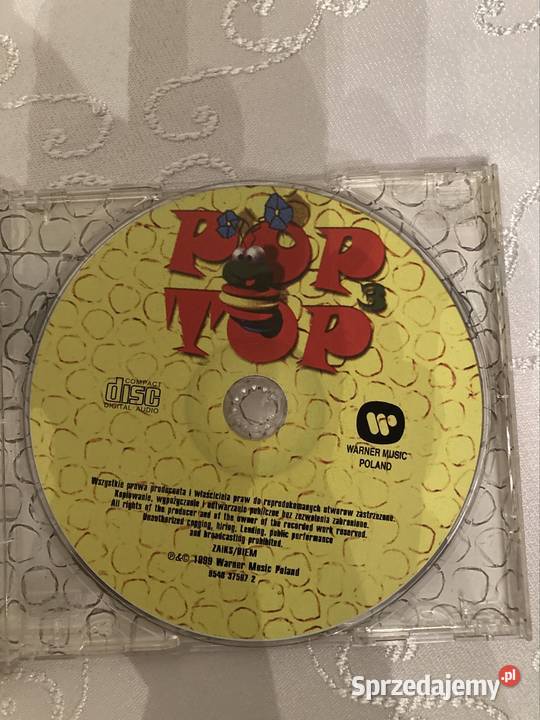 POP
TOP 3
COMPACT
disc
DIGITAL AUDIO
WARNER MUSIC
POLAND
Wszystkie prawa producenta i właściciela praw do reprodukowanych utworów zastrzeżone.
Kopiowanie, wypożyczanie i odtwarzanie publiczne bez zezwolenia zabronione.
All rights of the producer and of the owner of the recorded work reserved.
Unauthorized copying, hiring, lending, public performance
and broadcasting prohibited.
ZAIKS/BIEM
℗&© 1999 Warner Music Poland
8548 37587 2
Sprzedajemy.pl